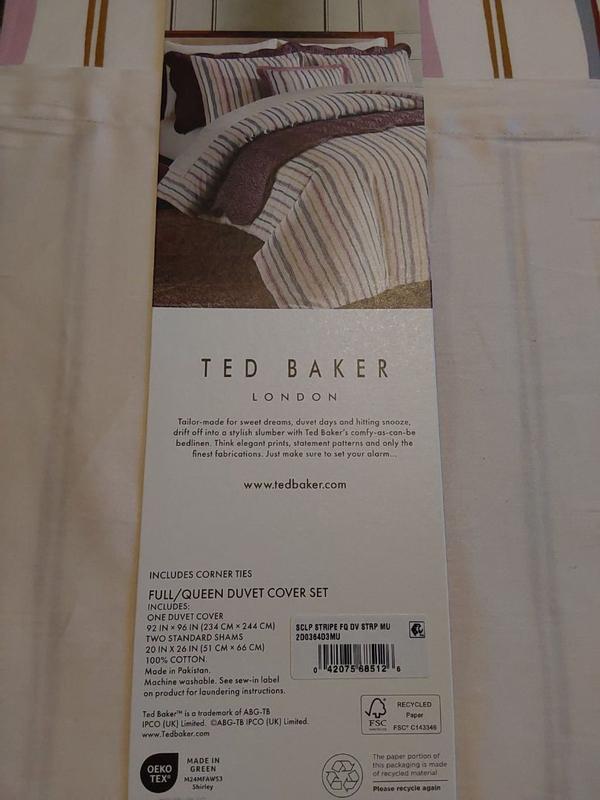 TED BAKER
LONDON
Tailor-made for sweet dreams, duvet days and hitting snooze,
drift off into a stylish slumber with Ted Baker's comfy-as-can-be
bedlinen. Think elegant prints, statement patterns and only the
finest fabrications. Just make sure to set your alarm...
www.tedbaker.com
INCLUDES CORNER TIES
FULL/QUEEN DUVET COVER SET
INCLUDES:
ONE DUVET COVER
92 IN × 96 IN (234 CM × 244 CM)
TWO STANDARD SHAMS
20 IN X 26 IN (51 CM × 66 CM)
100% COTTON
Made in Pakistan.
Machine washable. See sew-in label
on product for laundering instructions.
SCLP STRIPE FQ DV STRP MU
2D0364D3MU
0 42075 68512 6
Ted Baker™ is a trademark of ABG-TB
IPCO (UK) Limited. ©ABG-TB IPCO (UK) Limited.
www.Tedbaker.com
FSC
RECYCLED
Paper
FSC® C143346
OEKO
TEX®
MADE IN
GREEN
M24MFAWS3
Shirley
The paper portion of
this packaging is made
of recycled material
Please recycle again